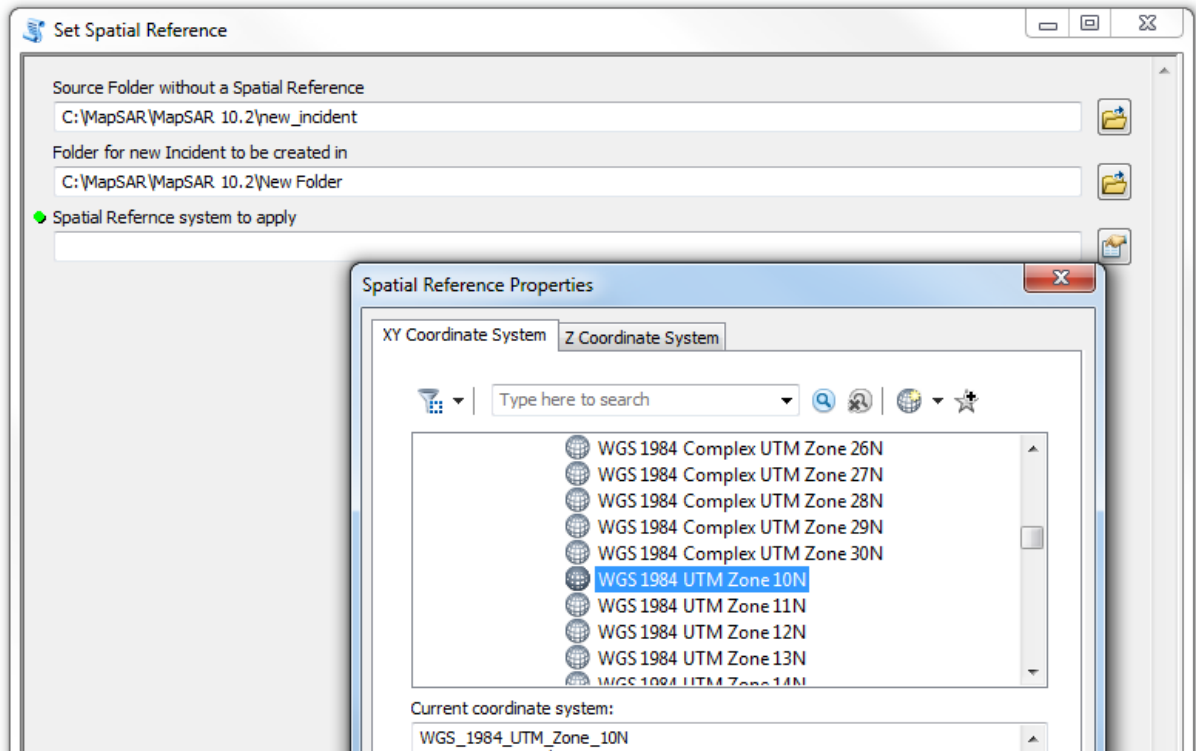 Set Spatial Reference
Source Folder without a Spatial Reference
C:\MapSAR\MapSAR 10.2\new_incident
Folder for new Incident to be created in
C:\MapSAR\MapSAR 10.2\New Folder
Spatial Refernce system to apply
Spatial Reference Properties
XY Coordinate System Z Coordinate System
Type here to search
WGS 1984 Complex UTM Zone 26N
WGS 1984 Complex UTM Zone 27N
WGS 1984 Complex UTM Zone 28N
WGS 1984 Complex UTM Zone 29N
WGS 1984 Complex UTM Zone 30N
WGS 1984 UTM Zone 10N
WGS 1984 UTM Zone 11N
WGS 1984 UTM Zone 12N
WGS 1984 UTM Zone 13N
WGS 1984 UTM Zone 14N
Current coordinate system:
WGS_1984_UTM_Zone_10N